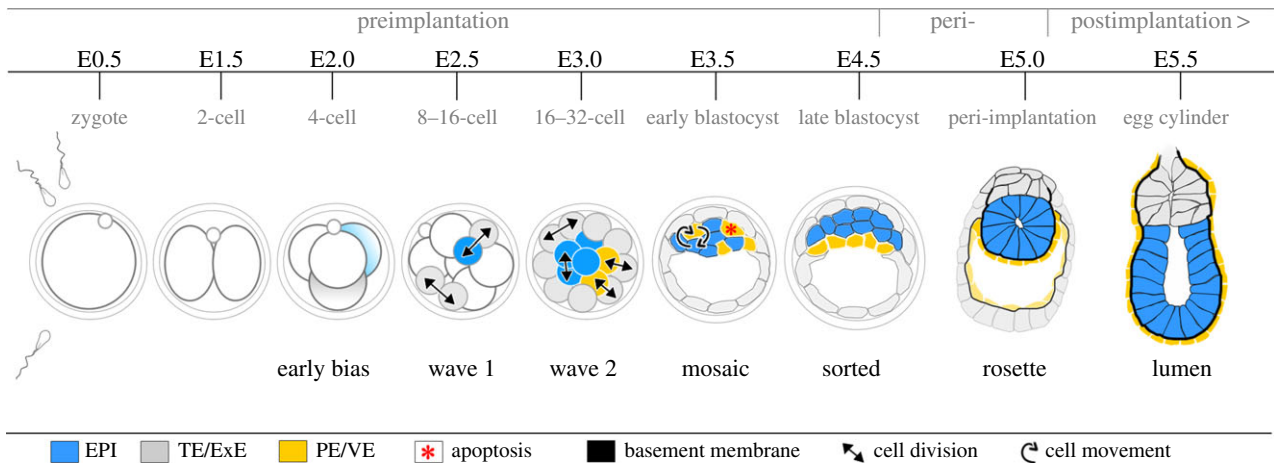 preimplantation peri- postimplantation >
E0.5 E1.5 E2.0 E2.5 E3.0 E3.5 E4.5 E5.0 E5.5
zygote 2-cell 4-cell 8–16-cell 16–32-cell early blastocyst late blastocyst peri-implantation egg cylinder
early bias wave 1 wave 2 mosaic sorted rosette lumen
EPI TE/ExE PE/VE * apoptosis basement membrane cell division cell movement